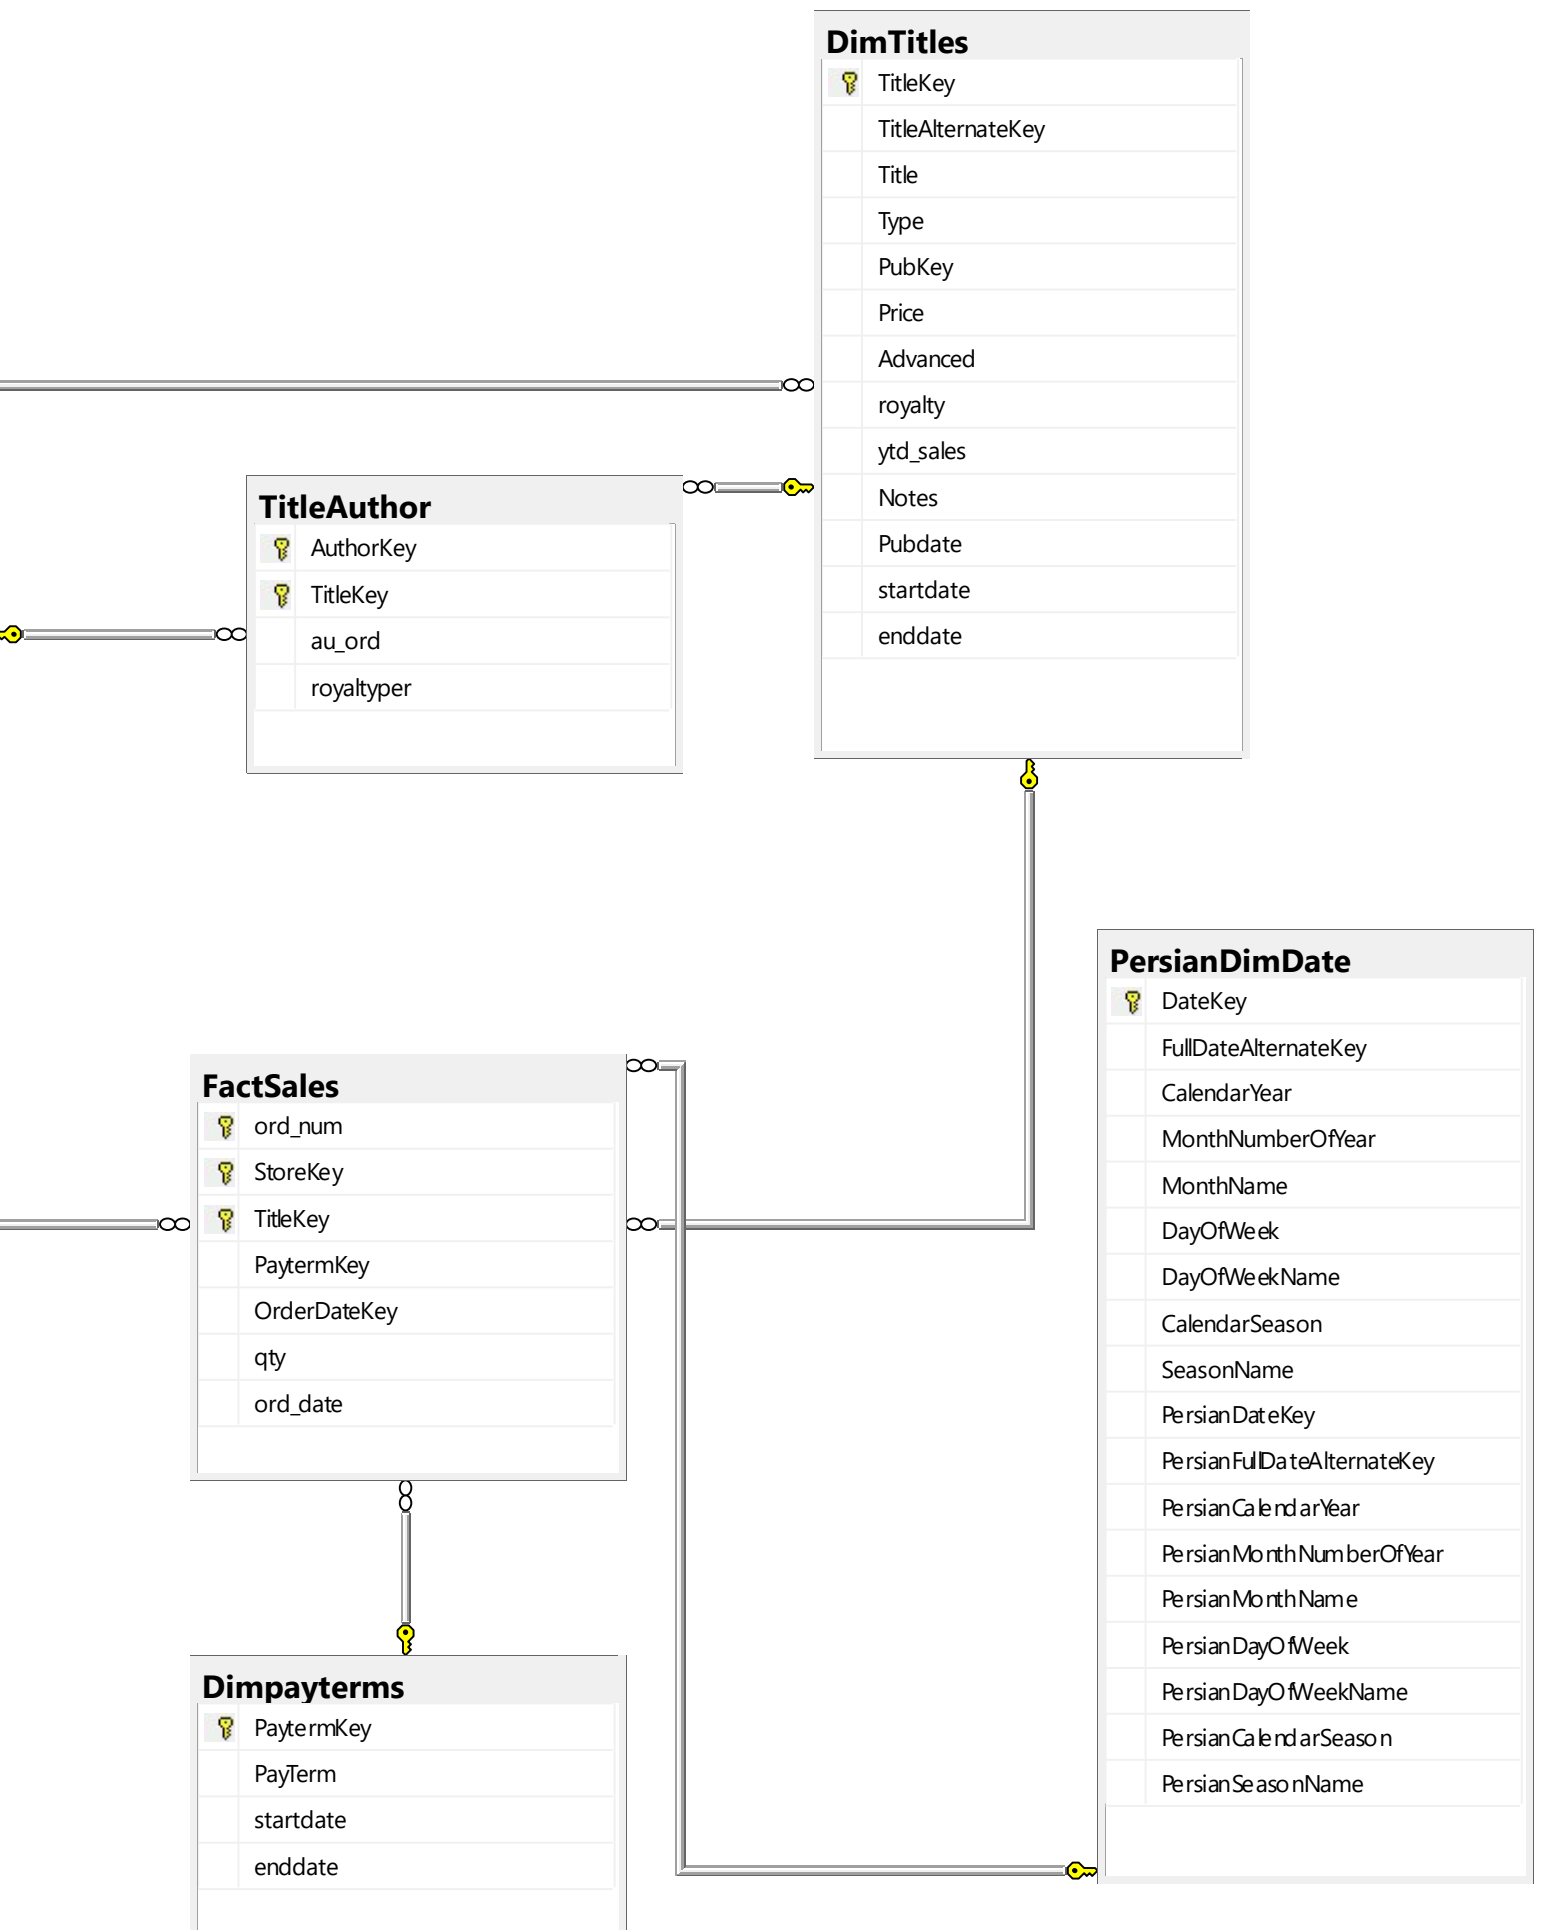 DimTitles
TitleKey
TitleAlternateKey
Title
Type
PubKey
Price
Advanced
royalty
ytd_sales
Notes
Pubdate
startdate
enddate
TitleAuthor
AuthorKey
TitleKey
au_ord
royaltyper
PersianDimDate
DateKey
FullDateAlternateKey
CalendarYear
MonthNumberOfYear
MonthName
DayOfWeek
DayOfWeekName
CalendarSeason
SeasonName
PersianDateKey
PersianFullDateAlternateKey
PersianCalendarYear
PersianMonthNumberOfYear
PersianMonthName
PersianDayOfWeek
PersianDayOfWeekName
PersianCalendarSeason
PersianSeasonName
FactSales
ord_num
StoreKey
TitleKey
PaytermKey
OrderDateKey
qty
ord_date
Dimpayterms
PaytermKey
PayTerm
startdate
enddate